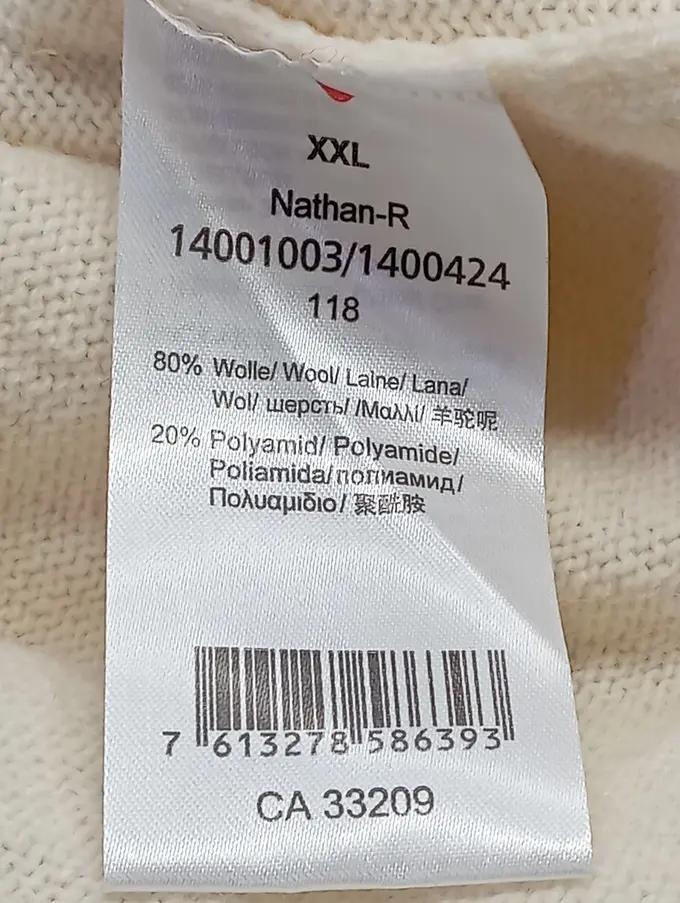 XXL
Nathan-R
14001003/1400424
118
80% Wolle/ Wool/ Laine/ Lana/
Wol/ шерсть/ /Μαλλί/ 羊驼呢
20% Polyamid/ Polyamide/
Poliamida/полиамид/
Πολυαμιδιο/ 聚酰胺
7 613278 586393
CA 33209